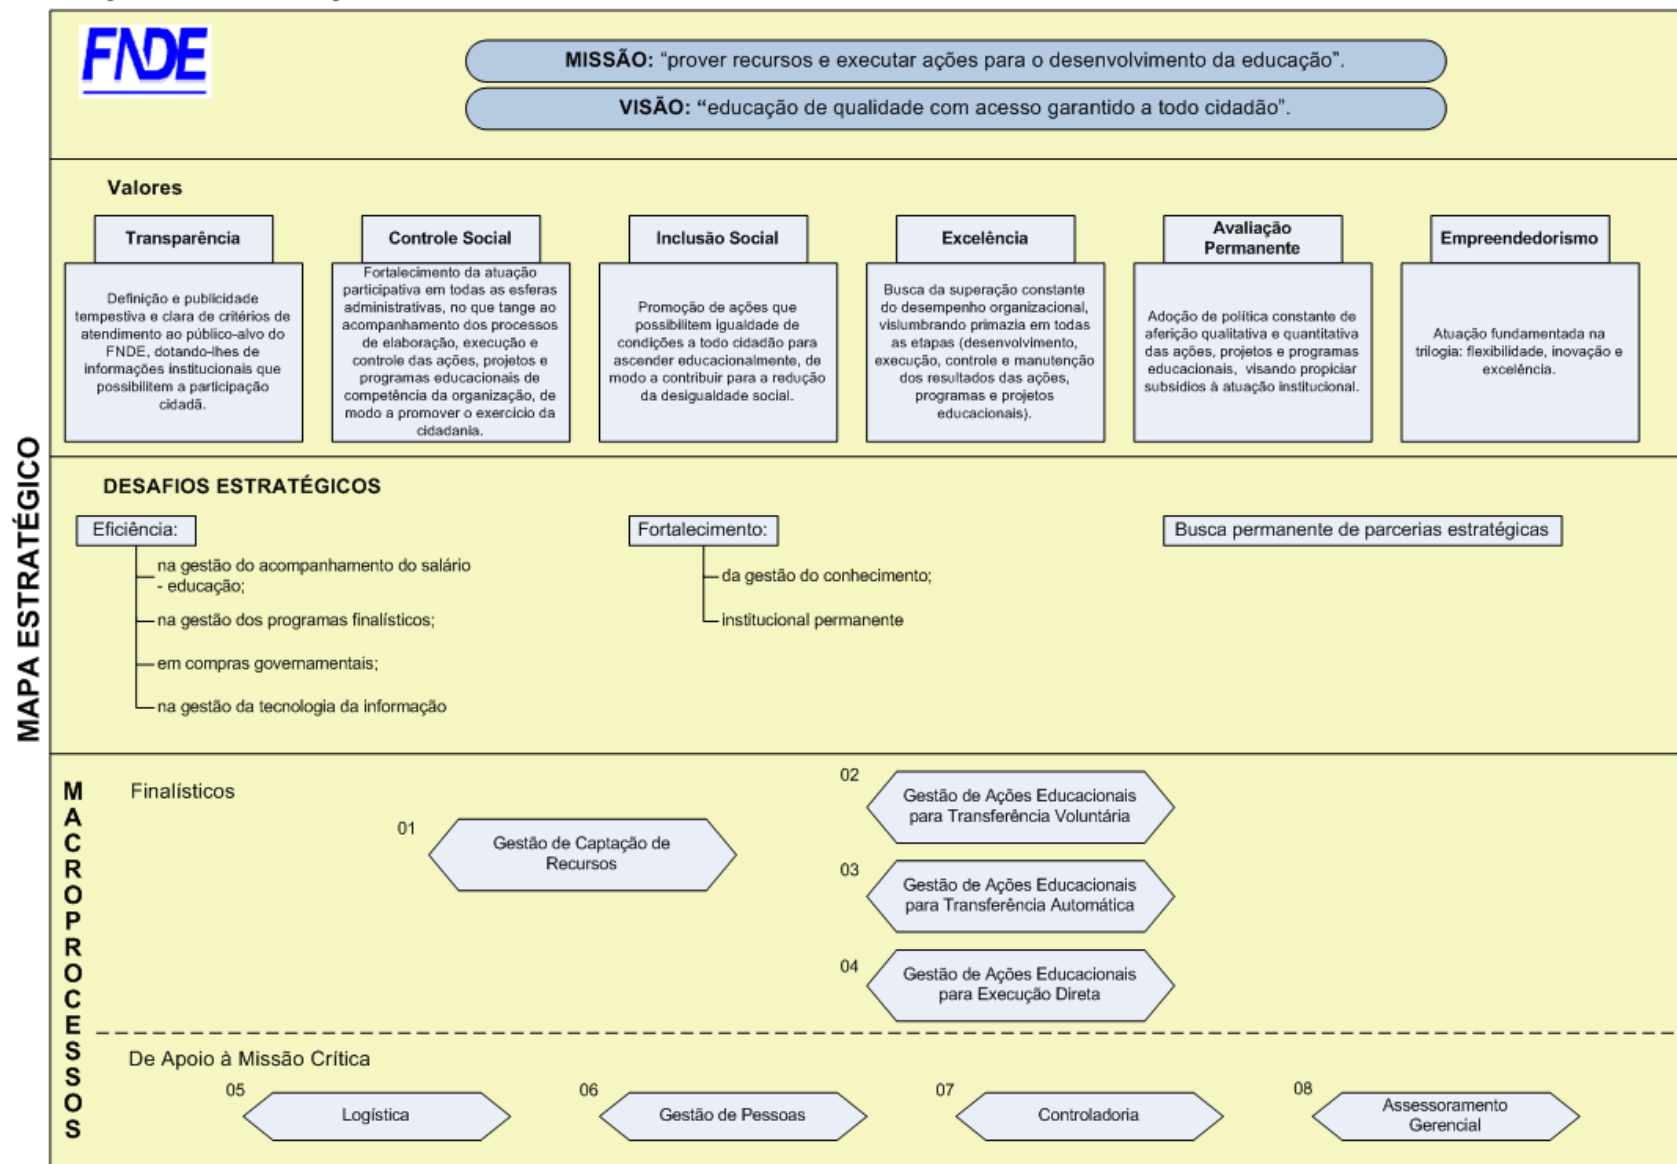 FNDE
MISSÃO: “prover recursos e executar ações para o desenvolvimento da educação”.
VISÃO: “educação de qualidade com acesso garantido a todo cidadão”.
MAPA ESTRATÉGICO
Valores
Transparência
Definição e publicidade
tempestiva e clara de critérios de
atendimento ao público-alvo do
FNDE, dotando-lhes de
informações institucionais que
possibilitem a participação
cidadã.
Controle Social
Fortalecimento da atuação
participativa em todas as esferas
administrativas, no que tange ao
acompanhamento dos processos
de elaboração, execução e
controle das ações, projetos e
programas educacionais de
competência da organização, de
modo a promover o exercício da
cidadania.
Inclusão Social
Promoção de ações que
possibilitem igualdade de
condições a todo cidadão para
ascender educacionalmente, de
modo a contribuir para a redução
da desigualdade social.
Excelência
Busca da superação constante
do desempenho organizacional,
vislumbrando primazia em todas
as etapas (desenvolvimento,
execução, controle e manutenção
dos resultados das ações,
programas e projetos
educacionais).
Avaliação
Permanente
Adoção de política constante de
aferição qualitativa e quantitativa
das ações, projetos e programas
educacionais, visando propiciar
subsídios à atuação institucional.
Empreendedorismo
Atuação fundamentada na
trilogia: flexibilidade, inovação e
excelência.
DESAFIOS ESTRATÉGICOS
Eficiência:
na gestão do acompanhamento do salário
- educação;
na gestão dos programas finalísticos;
em compras governamentais;
na gestão da tecnologia da informação
Fortalecimento:
da gestão do conhecimento;
institucional permanente
Busca permanente de parcerias estratégicas
MACROPROCESSOS
Finalísticos
01
Gestão de Captação de
Recursos
02
Gestão de Ações Educacionais
para Transferência Voluntária
03
Gestão de Ações Educacionais
para Transferência Automática
04
Gestão de Ações Educacionais
para Execução Direta
De Apoio à Missão Crítica
05
Logística
06
Gestão de Pessoas
07
Controladoria
08
Assessoramento
Gerencial